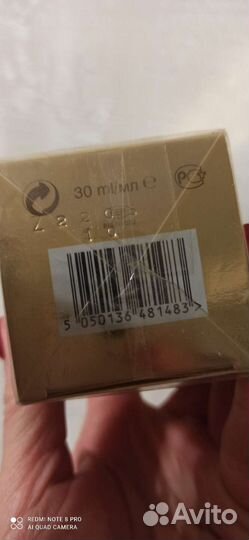 30 ml/мл e
5 050136 481483 >
REDMI NOTE 8 PRO
AI QUAD CAMERA
Avito